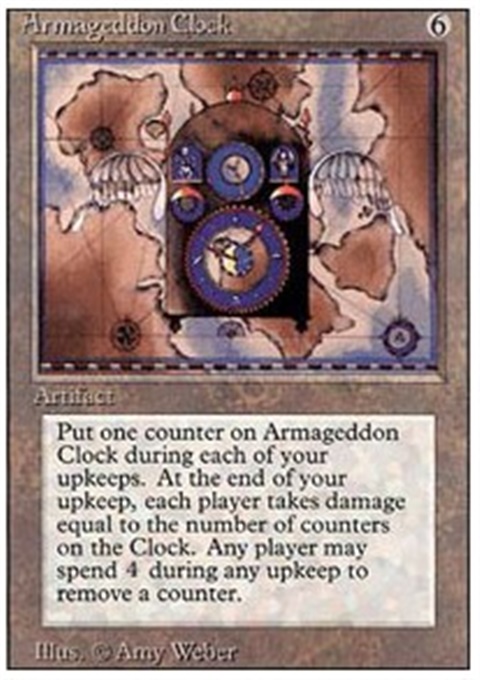 Armageddon Clock 6
Artifact
Put one counter on Armageddon
Clock during each of your
upkeeps. At the end of your
upkeep, each player takes damage
equal to the number of counters
on the Clock. Any player may
spend 4 during any upkeep to
remove a counter.
Illus. © Amy Weber